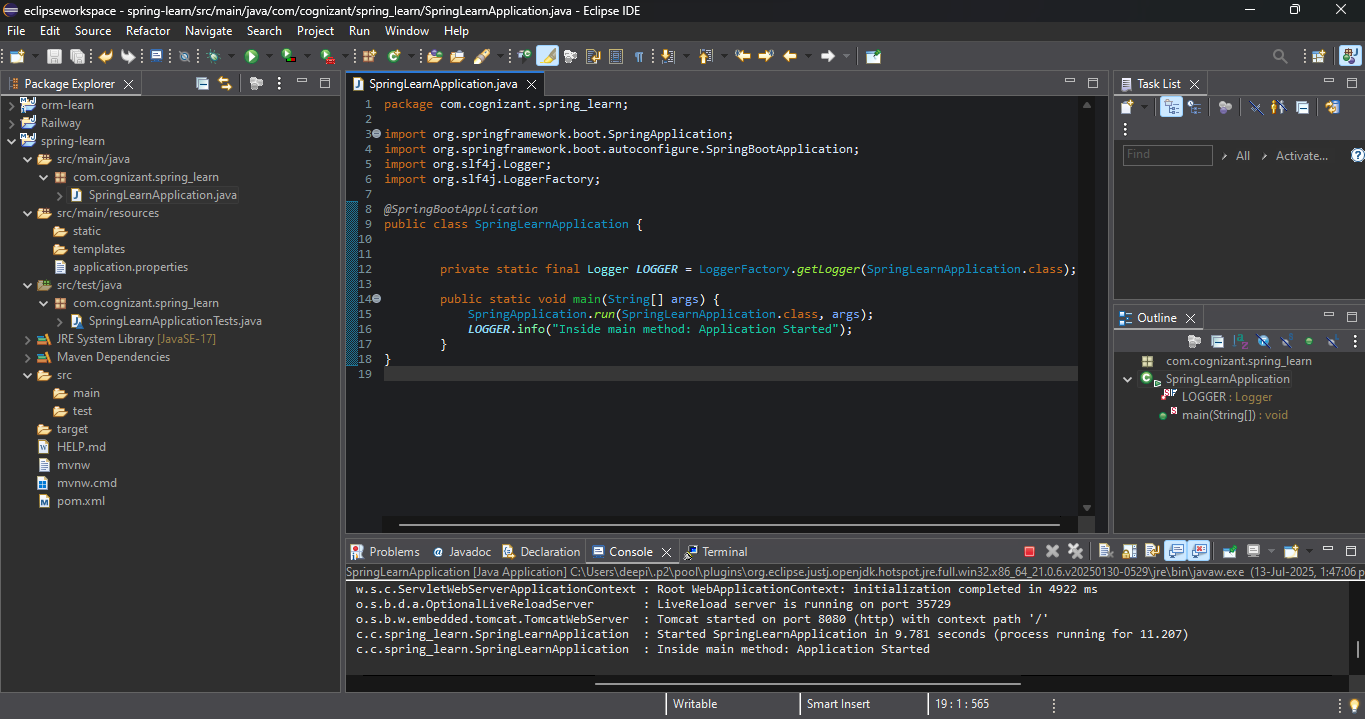 eclipseworkspace - spring-learn/src/main/java/com/cognizant/spring_learn/SpringLearnApplication.java - Eclipse IDE
File Edit Source Refactor Navigate Search Project Run Window Help
Package Explorer
orm-learn
Railway
spring-learn
src/main/java
com.cognizant.spring_learn
SpringLearnApplication.java
src/main/resources
static
templates
application.properties
src/test/java
com.cognizant.spring_learn
SpringLearnApplicationTests.java
JRE System Library [JavaSE-17]
Maven Dependencies
src
main
test
target
HELP.md
mvnw
mvnw.cmd
pom.xml
SpringLearnApplication.java
1 package com.cognizant.spring_learn;
2
3 import org.springframework.boot.SpringApplication;
4 import org.springframework.boot.autoconfigure.SpringBootApplication;
5 import org.slf4j.Logger;
6 import org.slf4j.LoggerFactory;
7
8 @SpringBootApplication
9 public class SpringLearnApplication {
10
11
12 private static final Logger LOGGER = LoggerFactory.getLogger(SpringLearnApplication.class);
13
14 public static void main(String[] args) {
15 SpringApplication.run(SpringLearnApplication.class, args);
16 LOGGER.info("Inside main method: Application Started");
17 }
18 }
19
Task List
Find All Activate...
Outline
com.cognizant.spring_learn
SpringLearnApplication
LOGGER : Logger
main(String[]) : void
Problems Javadoc Declaration Console Terminal
SpringLearnApplication [Java Application] C:\Users\deepi\.p2\pool\plugins\org.eclipse.justj.openjdk.hotspot.jre.full.win32.x86_64_21.0.6.v20250130-0529\jre\bin\javaw.exe (13-Jul-2025, 1:47:06 p
w.s.c.ServletWebServerApplicationContext : Root WebApplicationContext: initialization completed in 4922 ms
o.s.b.d.a.OptionalLiveReloadServer : LiveReload server is running on port 35729
o.s.b.w.embedded.tomcat.TomcatWebServer : Tomcat started on port 8080 (http) with context path '/'
c.c.spring_learn.SpringLearnApplication : Started SpringLearnApplication in 9.781 seconds (process running for 11.207)
c.c.spring_learn.SpringLearnApplication : Inside main method: Application Started
Writable Smart Insert 19 : 1 : 565